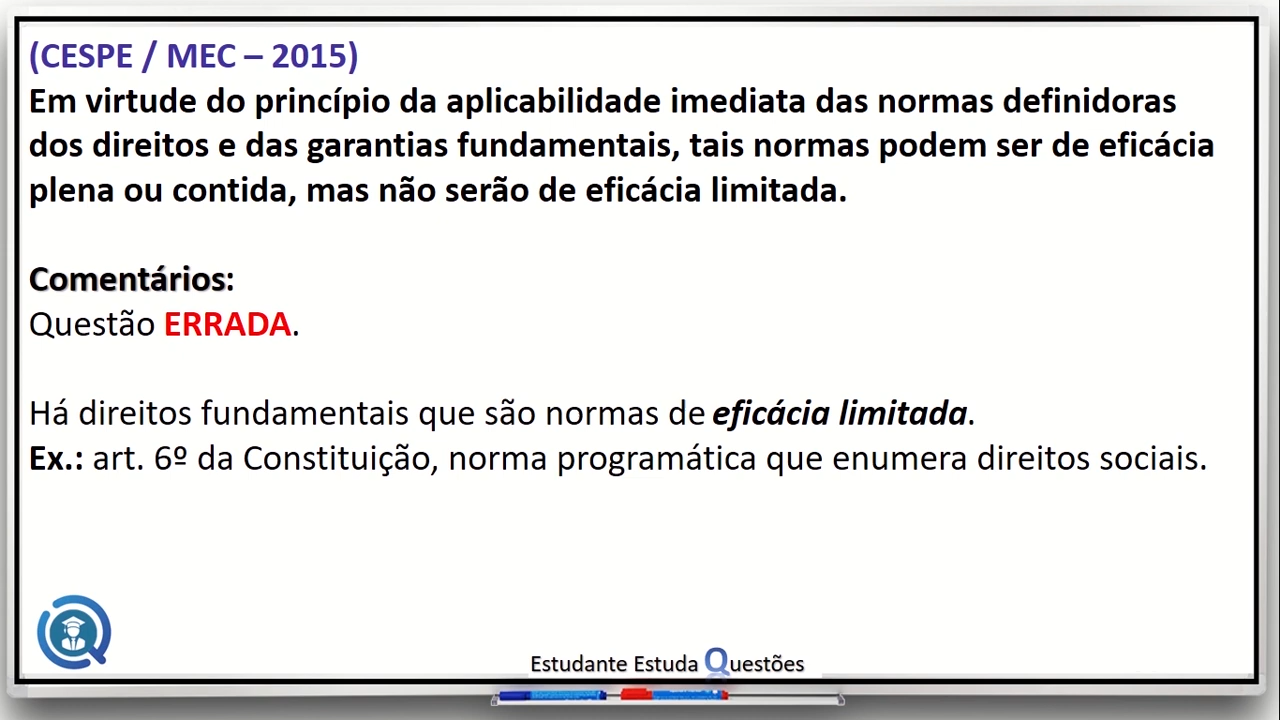 (CESPE / MEC – 2015)
Em virtude do princípio da aplicabilidade imediata das normas definidoras
dos direitos e das garantias fundamentais, tais normas podem ser de eficácia
plena ou contida, mas não serão de eficácia limitada.
Comentários:
Questão ERRADA.
Há direitos fundamentais que são normas de eficácia limitada.
Ex.: art. 6º da Constituição, norma programática que enumera direitos sociais.
Estudante Estuda Questões